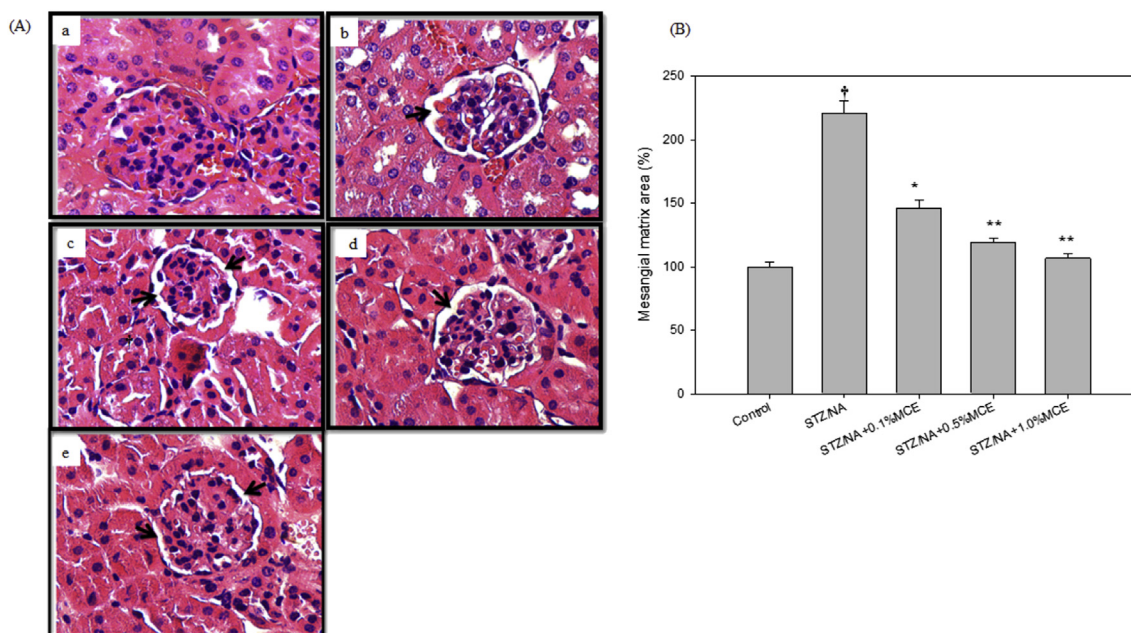 (A)
a
b
c
d
e
(B)
250
200
150
100
50
0
Mesangial matrix area (%)
†
*
**
**
Control
STZ/NA
STZ/NA+0.1%MCE
STZ/NA+0.5%MCE
STZ/NA+1.0%MCE